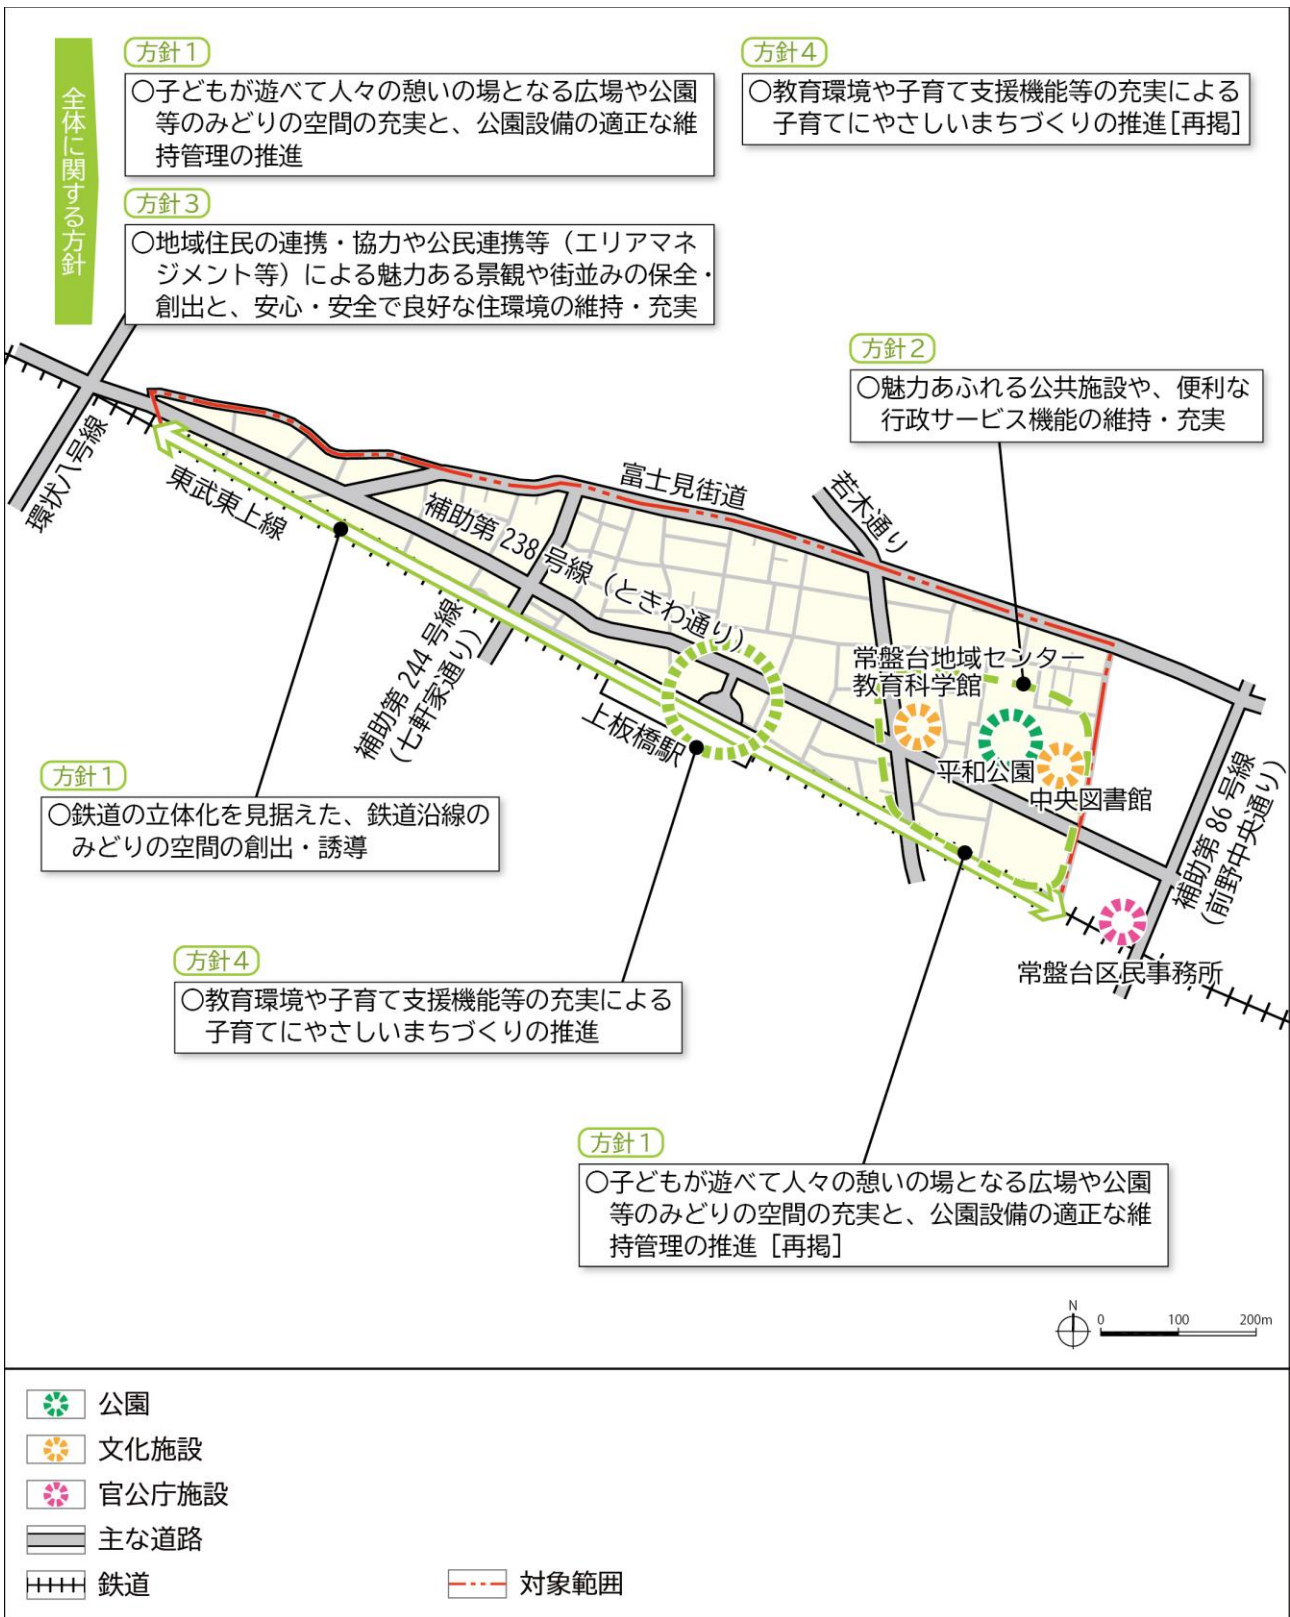 全体に関する方針
方針1
○子どもが遊べて人々の憩いの場となる広場や公園
等のみどりの空間の充実と、公園設備の適正な維
持管理の推進
方針4
○教育環境や子育て支援機能等の充実による
子育てにやさしいまちづくりの推進[再掲]
方針3
○地域住民の連携・協力や公民連携等（エリアマネ
ジメント等）による魅力ある景観や街並みの保全・
創出と、安心・安全で良好な住環境の維持・充実
方針2
○魅力あふれる公共施設や、便利な
行政サービス機能の維持・充実
環状八号線
東武東上線
富士見街道
若木通り
補助第238号線（ときわ通り）
補助第244号線
（七軒家通り）
上板橋駅
常盤台地域センター
教育科学館
平和公園
中央図書館
補助第86号線
（前野中央通り）
常盤台区民事務所
方針1
○鉄道の立体化を見据えた、鉄道沿線の
みどりの空間の創出・誘導
方針4
○教育環境や子育て支援機能等の充実による
子育てにやさしいまちづくりの推進
方針1
○子どもが遊べて人々の憩いの場となる広場や公園
等のみどりの空間の充実と、公園設備の適正な維
持管理の推進［再掲］
N
0 100 200m
公園
文化施設
官公庁施設
主な道路
鉄道
対象範囲